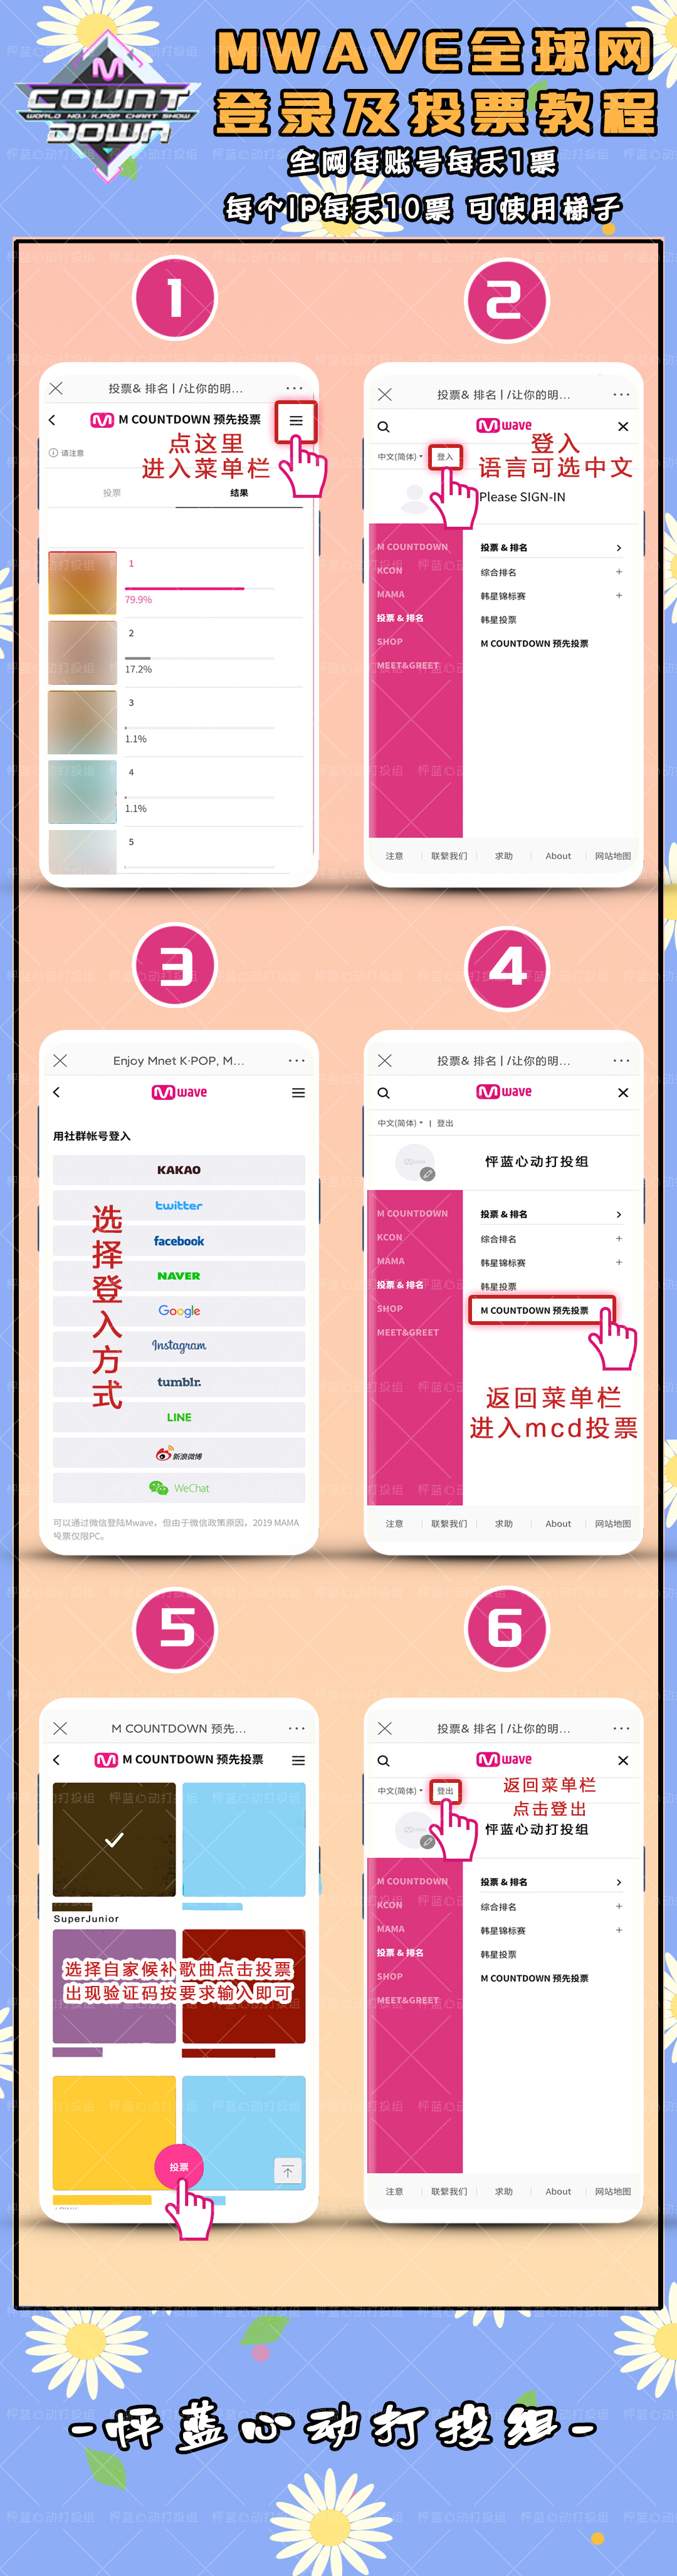 M
COUNT
WORLD NO.1 K-POP CHART SHOW
DOWN
MWAVE全球网
登录及投票教程
全网每账号每天1票
每个IP每天10票 可使用梯子
1
投票& 排名 | /让你的明...
M COUNTDOWN 预先投票
点这里
进入菜单栏
请注意
投票
结果
1
79.9%
2
17.2%
3
1.1%
4
1.1%
5
2
投票& 排名 | /让你的明...
M wave
中文(简体)
登入
登入
语言可选中文
Please SIGN-IN
M COUNTDOWN
KCON
MAMA
投票 & 排名
SHOP
MEET&GREET
投票 & 排名
综合排名
韩星锦标赛
韩星投票
M COUNTDOWN 预先投票
注意
联繫我们
求助
About
网站地图
3
Enjoy Mnet K-POP, M...
M wave
用社群帐号登入
KAKAO
twitter
facebook
NAVER
Google
Instagram
tumblr.
LINE
新浪微博
WeChat
选择登入方式
可以通过微信登陆Mwave，但由于微信政策原因，2019 MAMA
投票仅限PC。
4
投票& 排名 | /让你的明...
M wave
中文(简体) | 登出
怦蓝心动打投组
M COUNTDOWN
KCON
MAMA
投票 & 排名
SHOP
MEET&GREET
投票 & 排名
综合排名
韩星锦标赛
韩星投票
M COUNTDOWN 预先投票
返回菜单栏
进入mcd投票
注意
联繫我们
求助
About
网站地图
5
M COUNTDOWN 预先...
M COUNTDOWN 预先投票
SuperJunior
选择自家候补歌曲点击投票
出现验证码按要求输入即可
投票
6
投票& 排名 | /让你的明...
M wave
中文(简体)
登出
返回菜单栏
点击登出
怦蓝心动打投组
M COUNTDOWN
KCON
MAMA
投票 & 排名
SHOP
MEET&GREET
投票 & 排名
综合排名
韩星锦标赛
韩星投票
M COUNTDOWN 预先投票
注意
联繫我们
求助
About
网站地图
-怦蓝心动打投组-